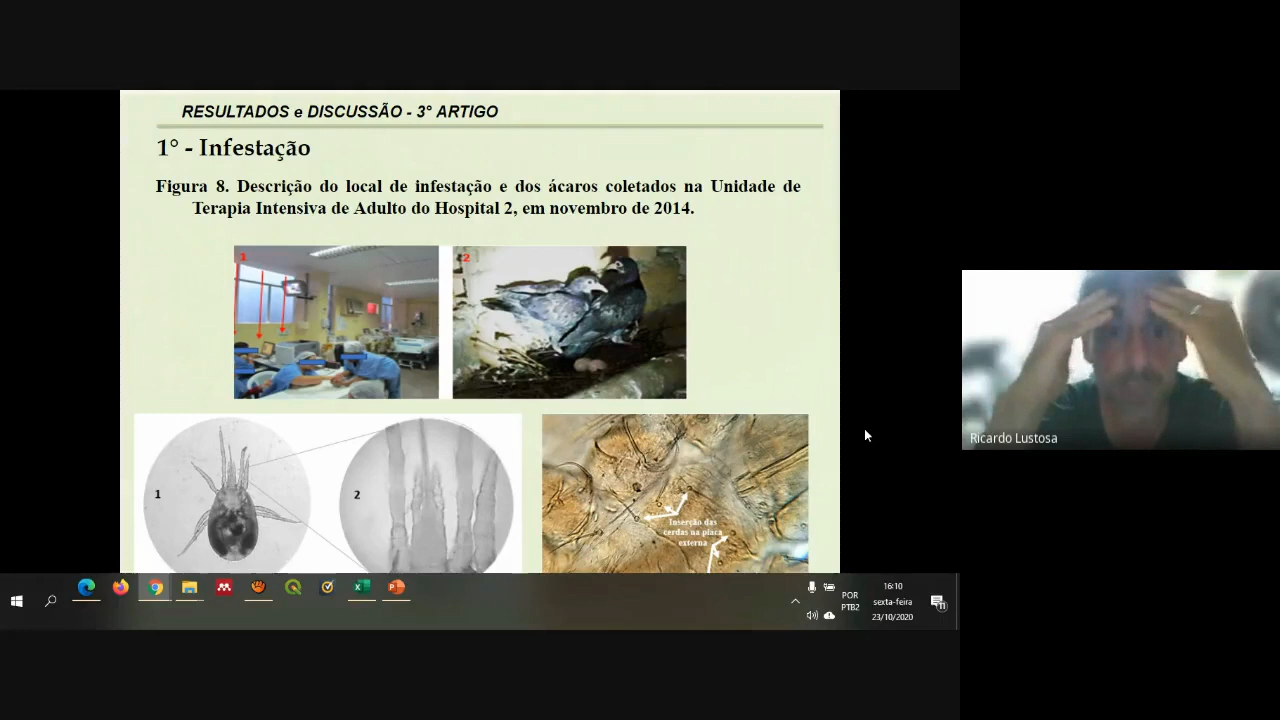 RESULTADOS e DISCUSSÃO - 3° ARTIGO
1° - Infestação
Figura 8. Descrição do local de infestação e dos ácaros coletados na Unidade de
Terapia Intensiva de Adulto do Hospital 2, em novembro de 2014.
1
2
1
2
Inserção das
cerdas na placa
externa
Ricardo Lustosa
POR
PTB2
16:10
sexta-feira
23/10/2020
11